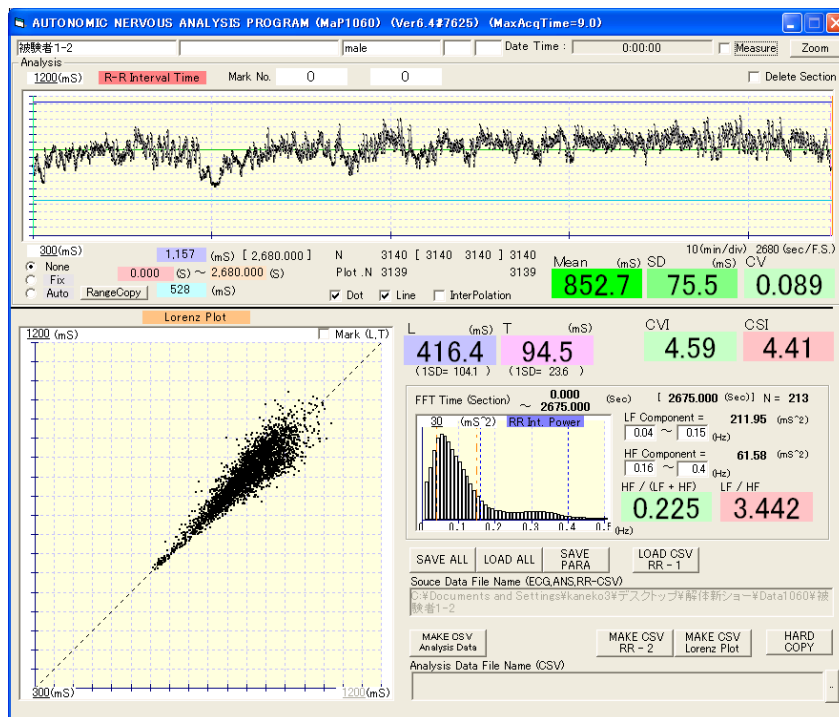 AUTONOMIC NERVOUS ANALYSIS PROGRAM (MaP1060) (Ver6.4#7625) (MaxAcqTime=9.0)
被験者1-2 male Date Time : 0:00:00 Measure Zoom
Analysis
1200(mS) R-R Interval Time Mark No. 0 0 Delete Section
300(mS) 1,157 (mS) [ 2,680.000 ] N 3140 [ 3140 3140 ] 3140 10(min/div) 2680 (sec/F.S.)
None
Fix 0.000 (S) ～ 2,680.000 (S) Plot .N 3139 3139 Mean (mS) SD (mS) CV
Auto RangeCopy 528 (mS) Dot Line InterPolation 852.7 75.5 0.089
Lorenz Plot
1200 (mS) Mark (L,T)
300(mS) 1200(mS)
L (mS) T (mS) CVI CSI
416.4 94.5 4.59 4.41
(1SD= 104.1 ) (1SD= 23.6 )
FFT Time (Section) 0.000 ～ 2675.000 (Sec) [ 2675.000 (Sec)] N = 213
30 (mS^2) RR Int. Power
0 0.1 0.2 0.3 0.4 0.5 (Hz)
LF Component = 211.95 (mS^2)
0.04 ～ 0.15 (Hz)
HF Component = 61.58 (mS^2)
0.16 ～ 0.4 (Hz)
HF / (LF + HF) LF / HF
0.225 3.442
SAVE ALL LOAD ALL SAVE PARA LOAD CSV RR - 1
Souce Data File Name (ECG,ANS,RR-CSV)
C:¥Documents and Settings¥kaneko3¥デスクトップ¥解体新ショー¥Data1060¥被
験者1-2
MAKE CSV Analysis Data MAKE CSV RR - 2 MAKE CSV Lorenz Plot HARD COPY
Analysis Data File Name (CSV)
..